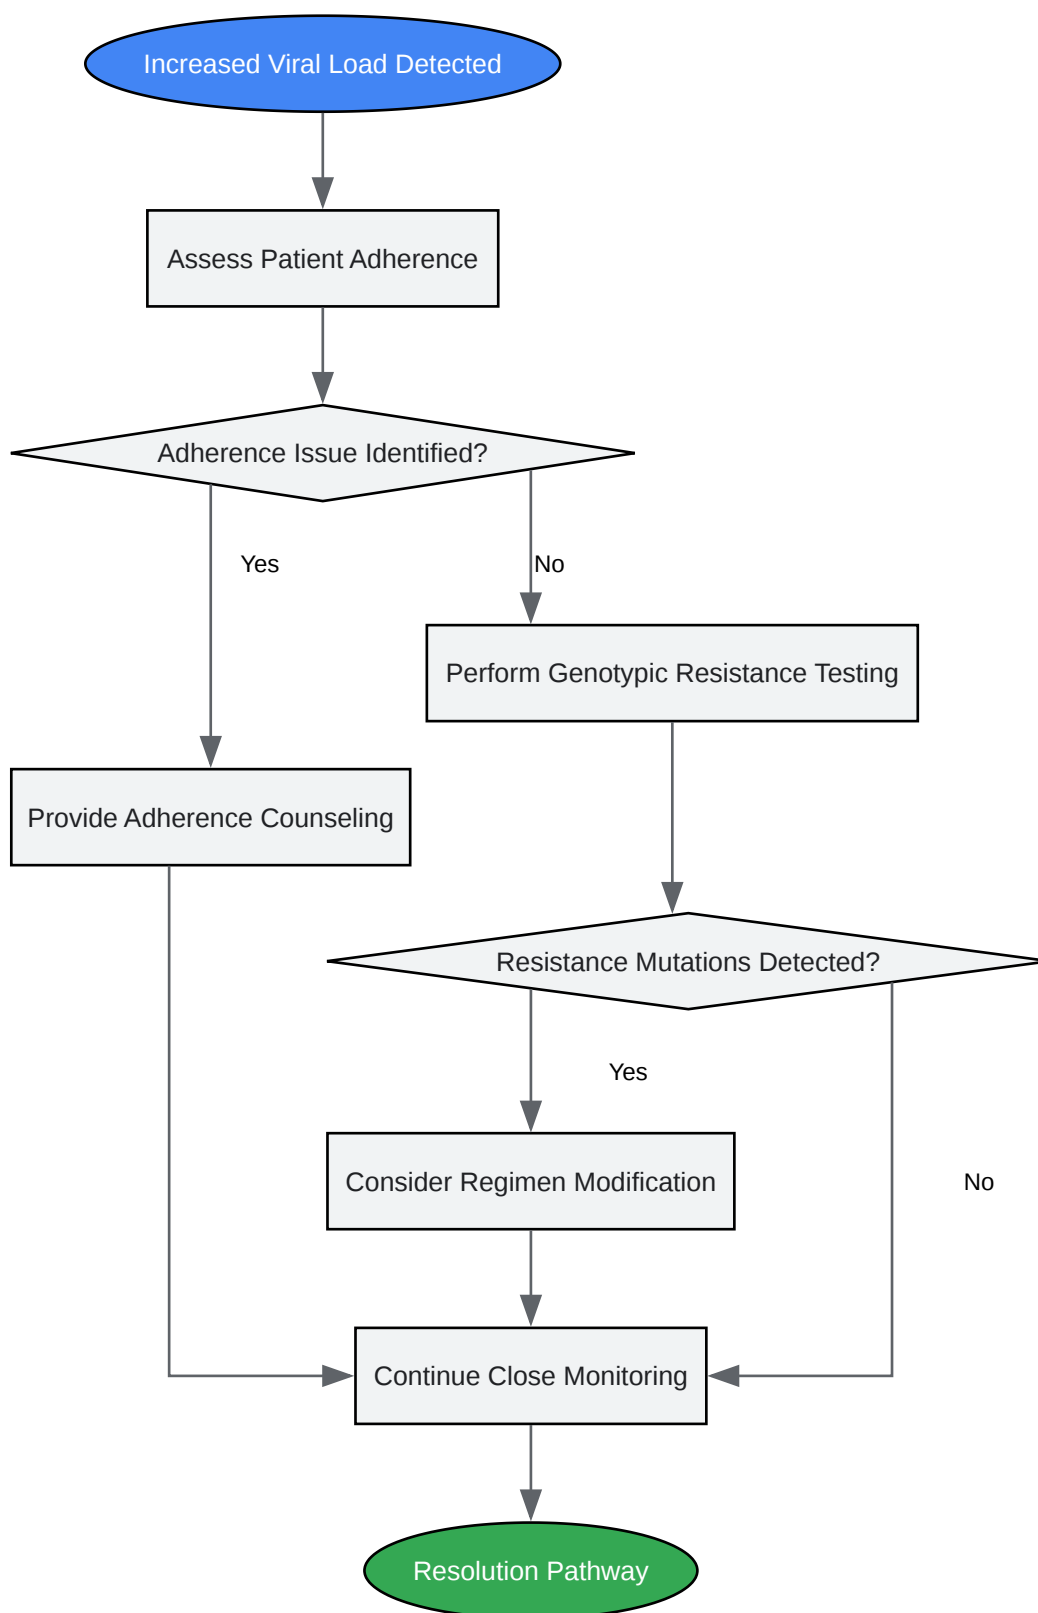 Increased Viral Load Detected
Assess Patient Adherence
Adherence Issue Identified?
Yes
No
Perform Genotypic Resistance Testing
Provide Adherence Counseling
Resistance Mutations Detected?
Yes
Consider Regimen Modification
No
Continue Close Monitoring
Resolution Pathway